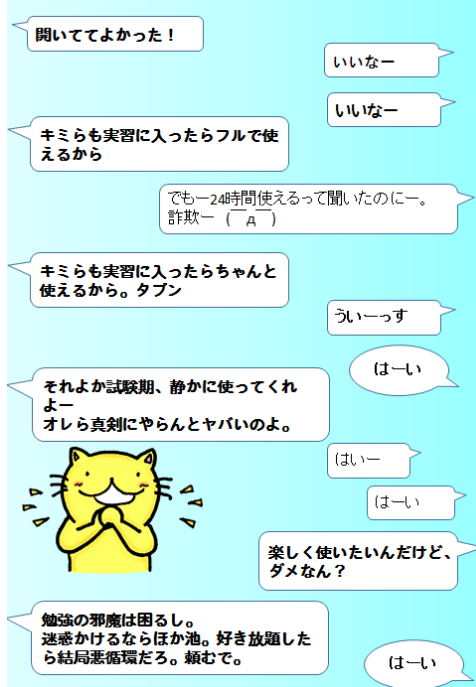 開いててよかった！
いいなー
いいなー
キミらも実習に入ったらフルで使
えるから
でもー24時間使えるって聞いたのにー。
詐欺ー (￣д￣)
キミらも実習に入ったらちゃんと
使えるから。タブン
ういーっす
はーい
それよか試験期、静かに使ってくれ
よー
オレら真剣にやらんとヤバいのよ。
はいー
はーい
楽しく使いたいんだけど、
ダメなん？
勉強の邪魔は困るし。
迷惑かけるならほか池。好き放題した
ら結局悪循環だろ。頼むで。
はーい